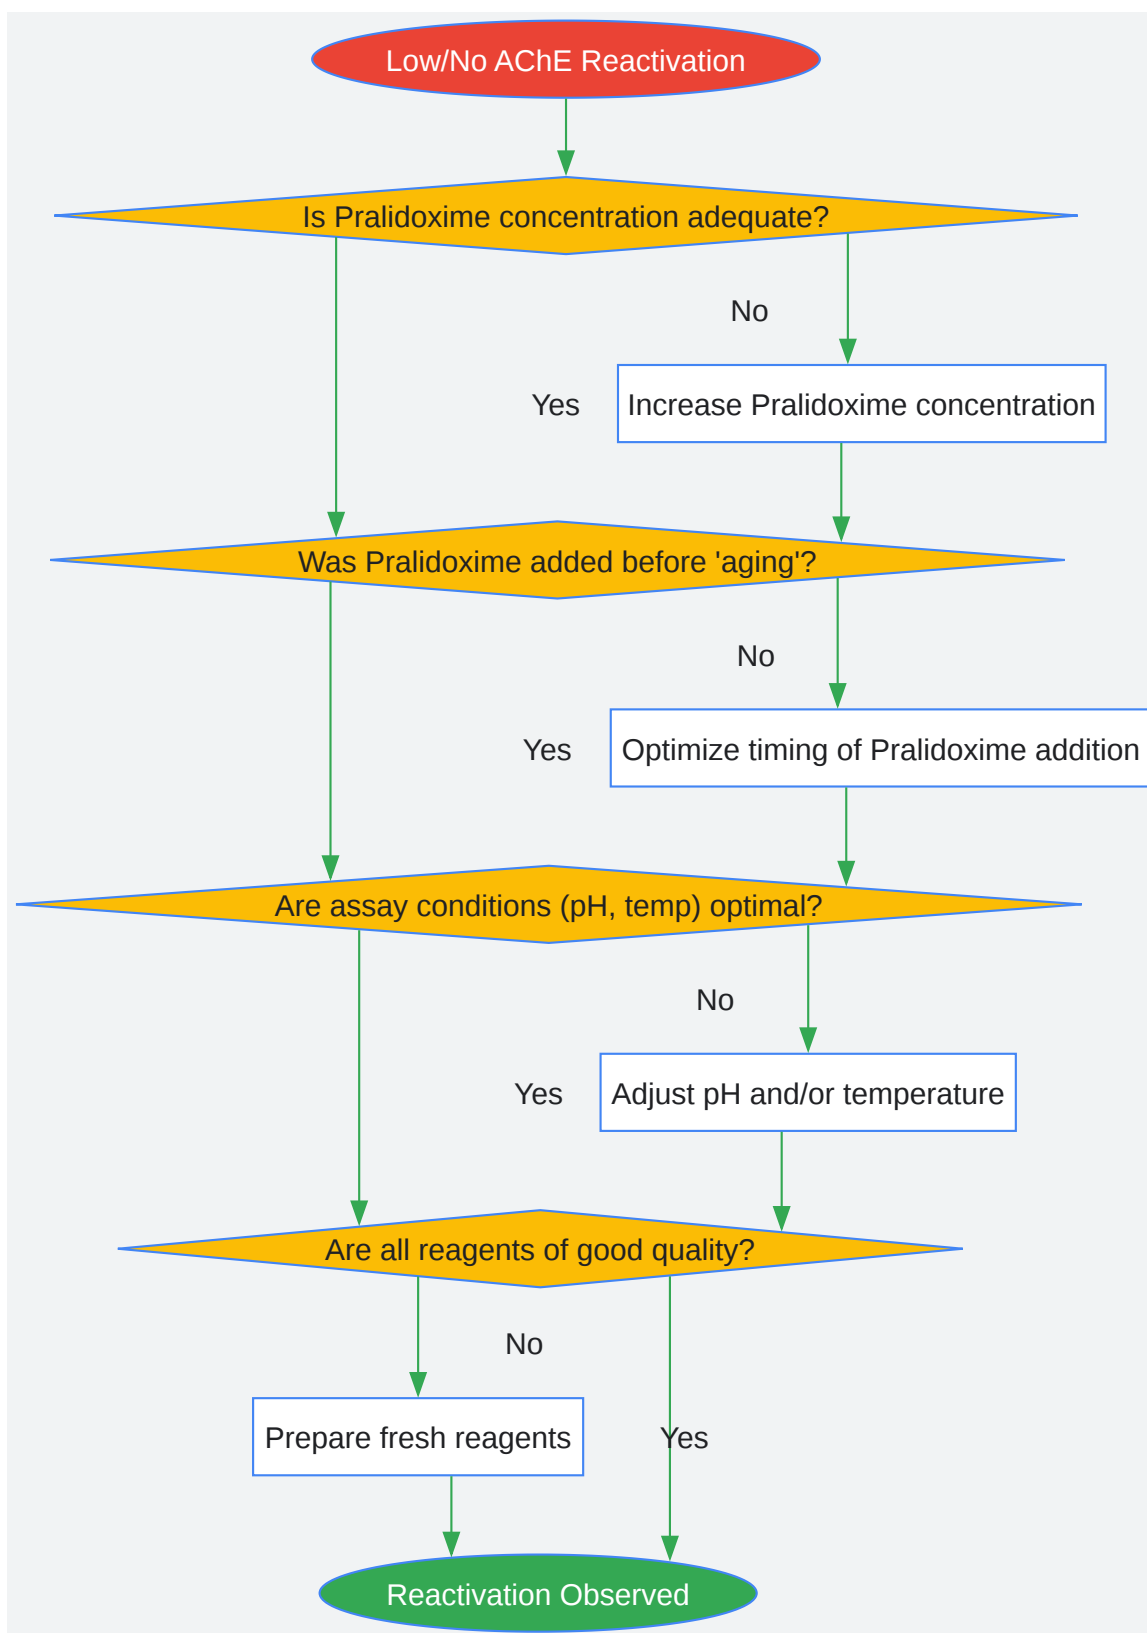 Low/No AChE Reactivation
Is Pralidoxime concentration adequate?
No
Yes
Increase Pralidoxime concentration
Was Pralidoxime added before 'aging'?
No
Yes
Optimize timing of Pralidoxime addition
Are assay conditions (pH, temp) optimal?
No
Yes
Adjust pH and/or temperature
Are all reagents of good quality?
No
Prepare fresh reagents
Yes
Reactivation Observed